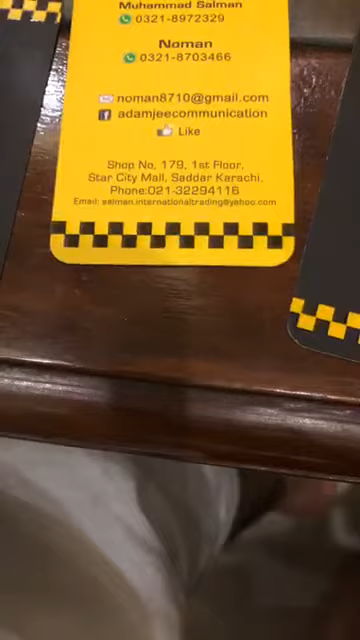 Muhammad Salman
0321-8972329
Noman
0321-8703466
noman8710@gmail.com
adamjeecommunication
Like
Shop No, 179, 1st Floor,
Star City Mall, Saddar Karachi.
Phone:021-32294116
Email: salman.internationaltrading@yahoo.com